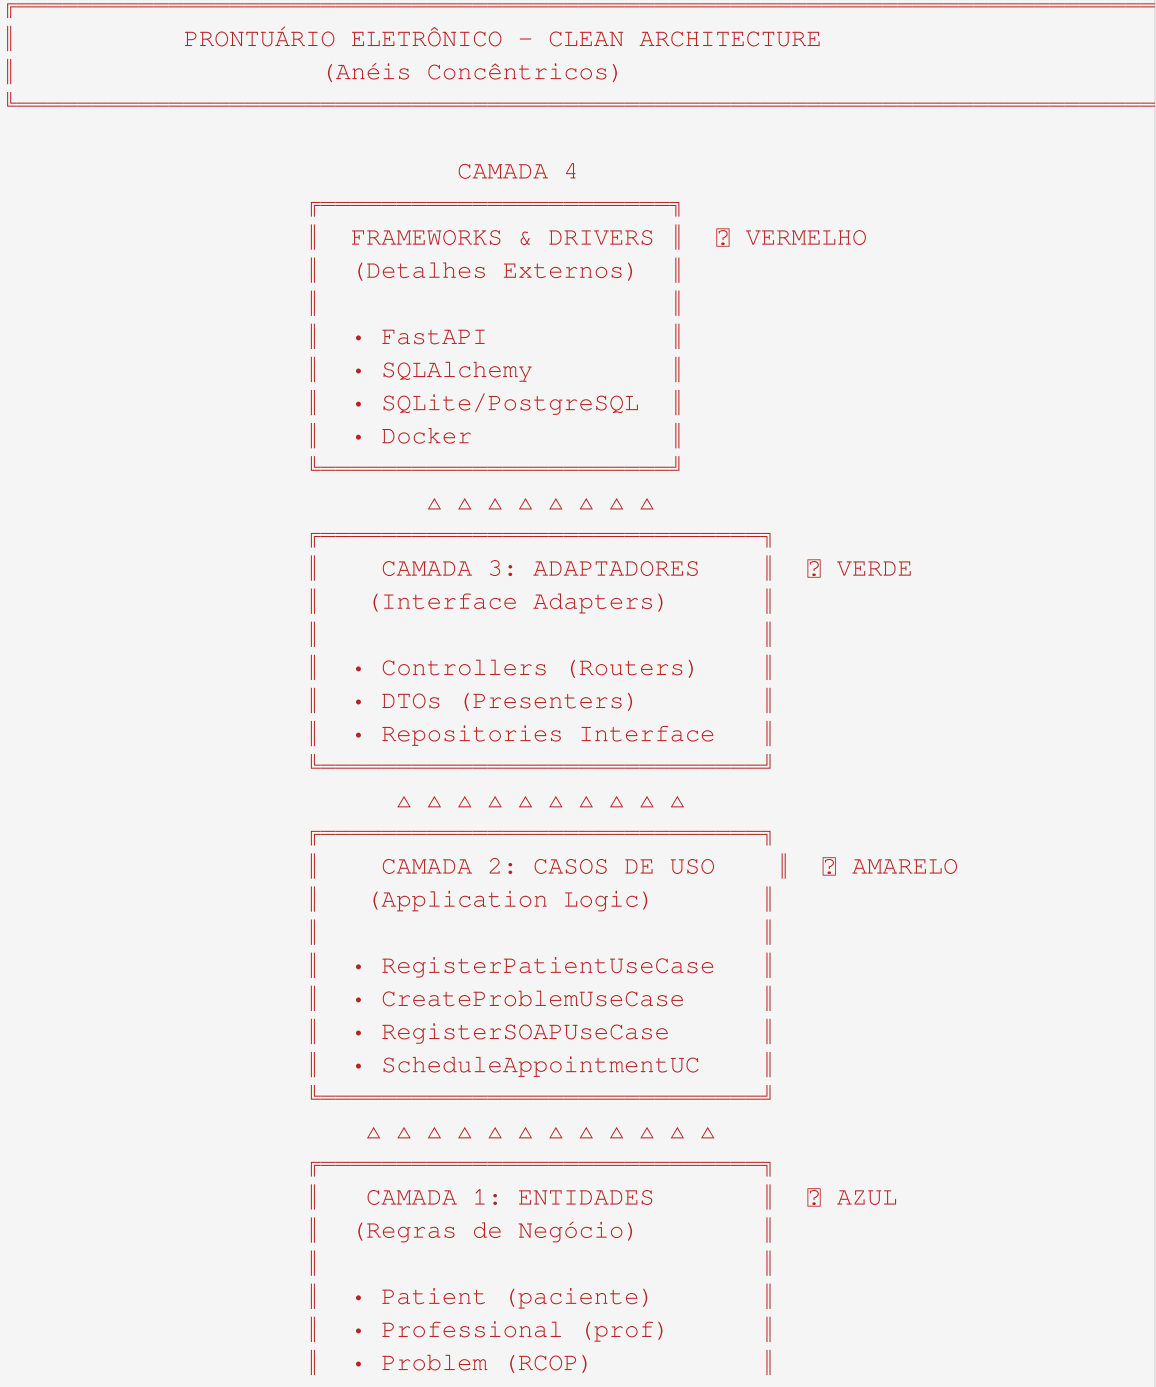 PRONTUÁRIO ELETRÔNICO - CLEAN ARCHITECTURE
(Anéis Concêntricos)
CAMADA 4
FRAMEWORKS & DRIVERS ⍰ VERMELHO
(Detalhes Externos)
• FastAPI
• SQLAlchemy
• SQLite/PostgreSQL
• Docker
△ △ △ △ △ △ △ △
CAMADA 3: ADAPTADORES ⍰ VERDE
(Interface Adapters)
• Controllers (Routers)
• DTOs (Presenters)
• Repositories Interface
△ △ △ △ △ △ △ △ △ △
CAMADA 2: CASOS DE USO ⍰ AMARELO
(Application Logic)
• RegisterPatientUseCase
• CreateProblemUseCase
• RegisterSOAPUseCase
• ScheduleAppointmentUC
△ △ △ △ △ △ △ △ △ △ △ △
CAMADA 1: ENTIDADES ⍰ AZUL
(Regras de Negócio)
• Patient (paciente)
• Professional (prof)
• Problem (RCOP)